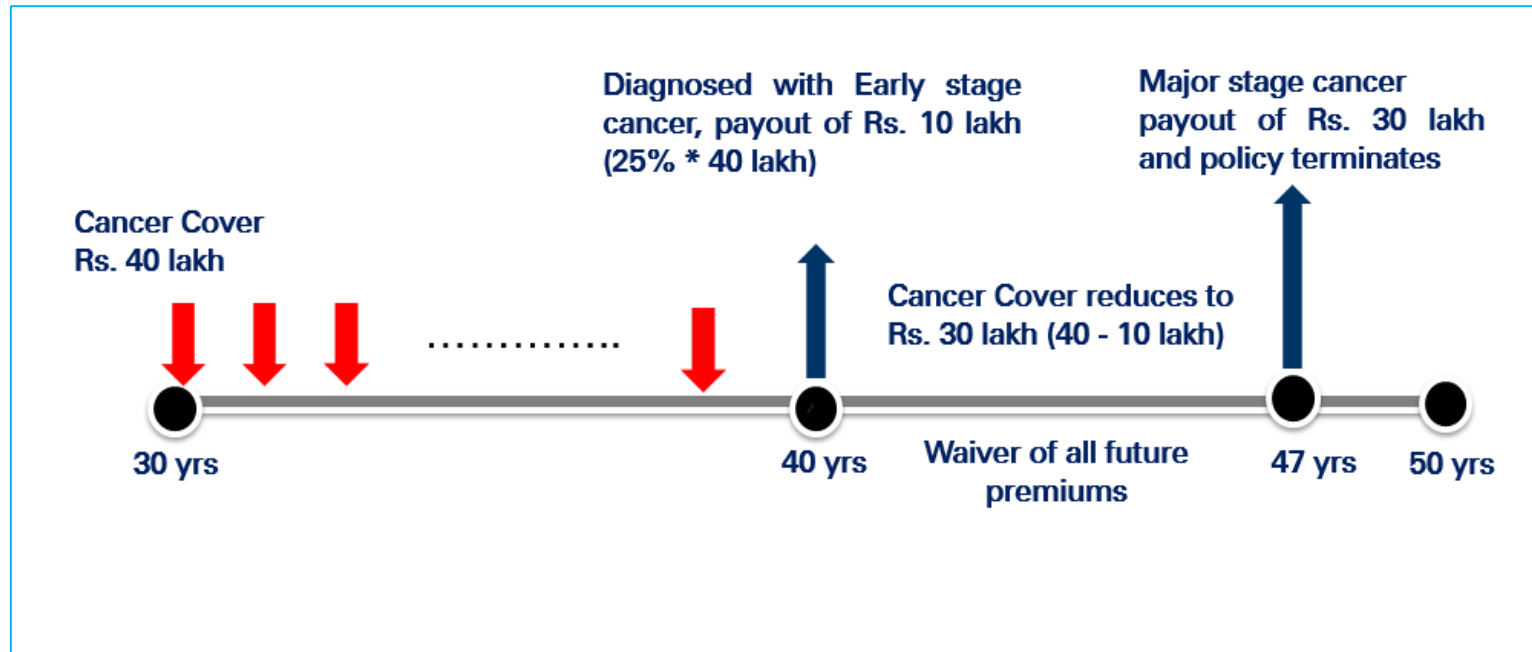 Diagnosed with Early stage
cancer, payout of Rs. 10 lakh
(25% * 40 lakh)
Major stage cancer
payout of Rs. 30 lakh
and policy terminates
Cancer Cover
Rs. 40 lakh
Cancer Cover reduces to
Rs. 30 lakh (40 - 10 lakh)
..............
30 yrs
40 yrs
Waiver of all future
premiums
47 yrs
50 yrs